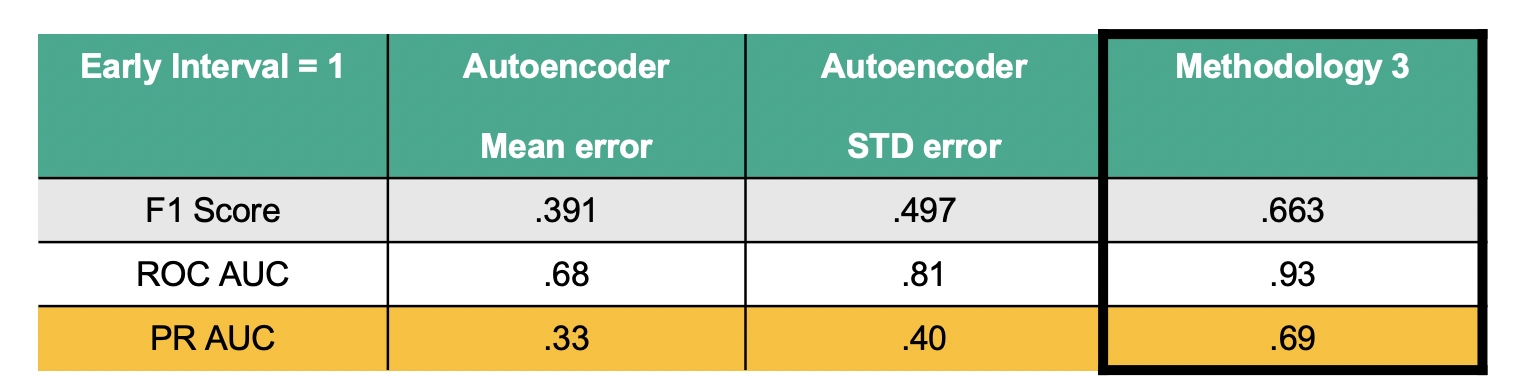 Early Interval = 1 Autoencoder Autoencoder Methodology 3
Mean error STD error
F1 Score .391 .497 .663
ROC AUC .68 .81 .93
PR AUC .33 .40 .69